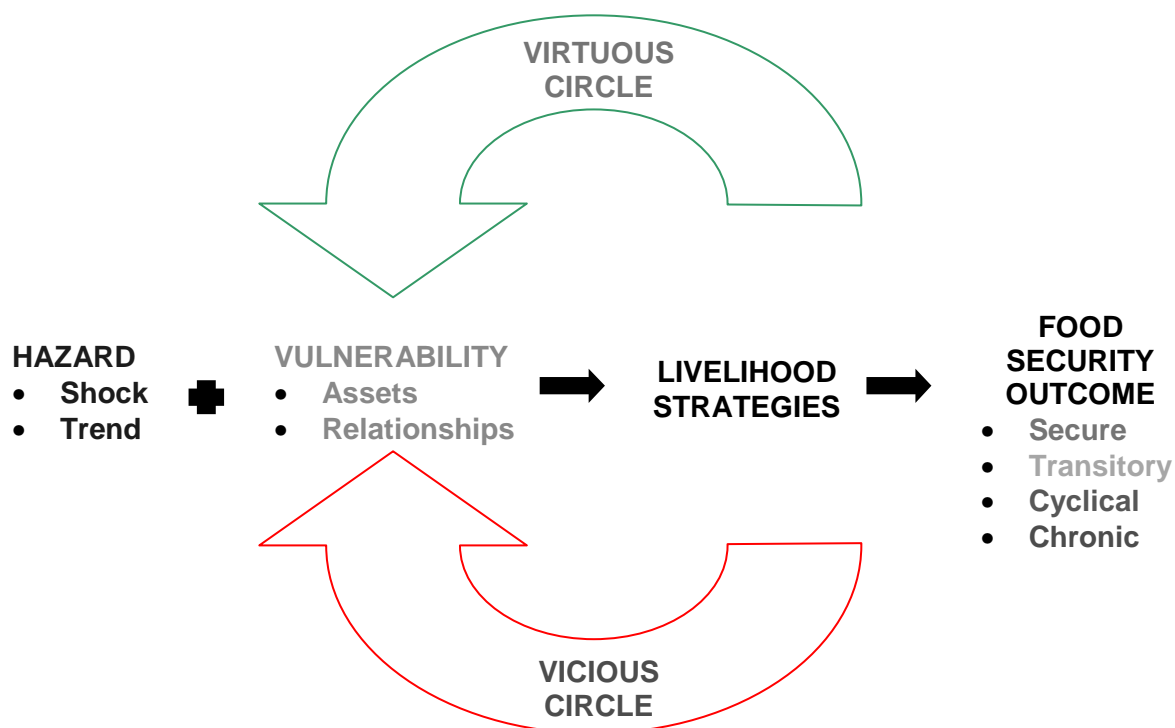 VIRTUOUS
CIRCLE
HAZARD
• Shock
• Trend
VULNERABILITY
• Assets
• Relationships
LIVELIHOOD
STRATEGIES
FOOD
SECURITY
OUTCOME
• Secure
• Transitory
• Cyclical
• Chronic
VICIOUS
CIRCLE